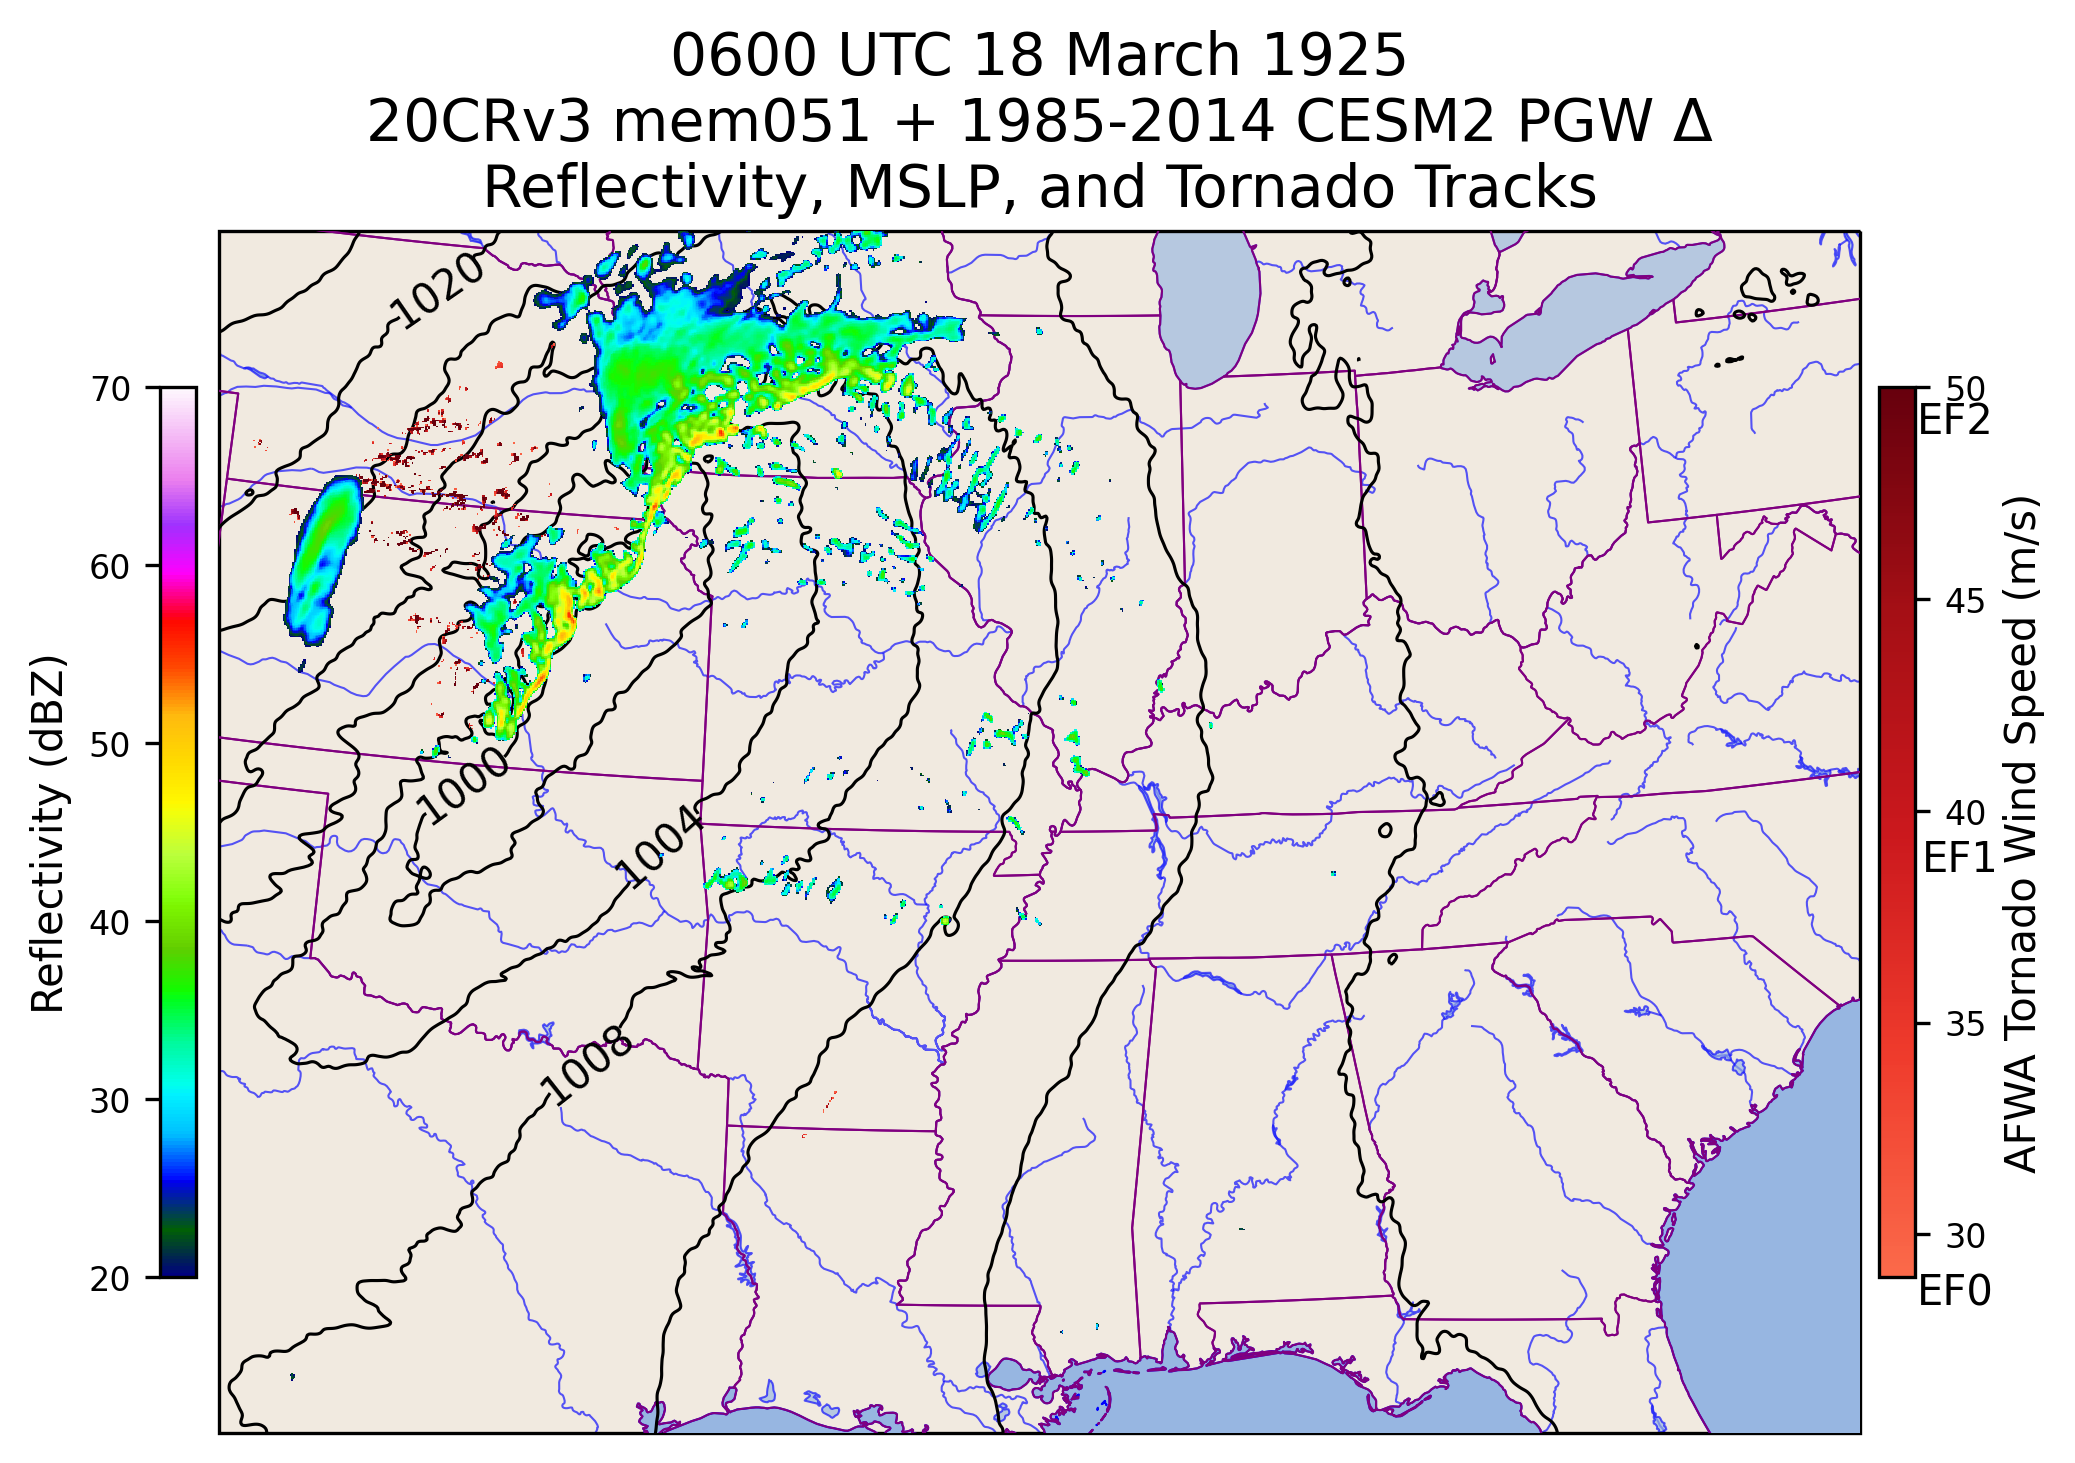 0600 UTC 18 March 1925
20CRv3 mem051 + 1985-2014 CESM2 PGW Δ
Reflectivity, MSLP, and Tornado Tracks
1020
1000
1004
1008
70
60
50
40
30
20
Reflectivity (dBZ)
50
EF2
45
40
EF1
35
30
EF0
AFWA Tornado Wind Speed (m/s)